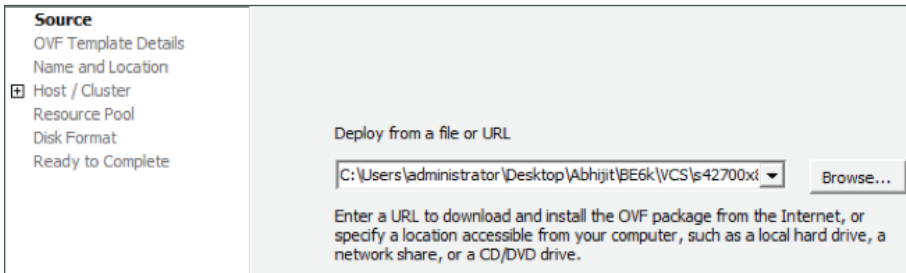 Source
OVF Template Details
Name and Location
Host / Cluster
Resource Pool
Disk Format
Ready to Complete
Deploy from a file or URL
C:\Users\administrator\Desktop\Abhijit\BE6k\VCS\s42700x
Browse...
Enter a URL to download and install the OVF package from the Internet, or
specify a location accessible from your computer, such as a local hard drive, a
network share, or a CD/DVD drive.